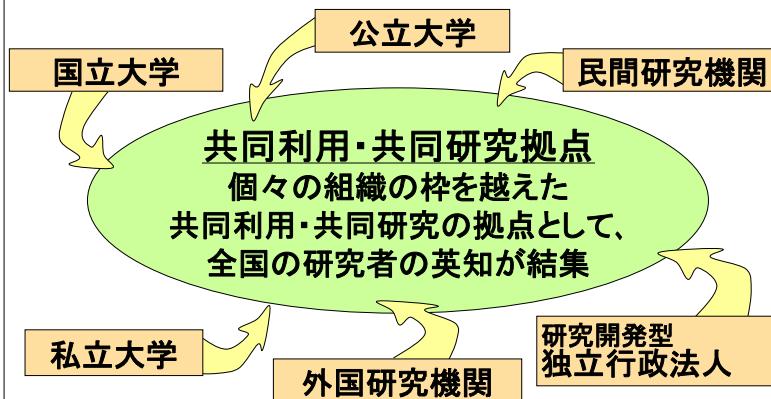 公立大学
国立大学
民間研究機関
共同利用・共同研究拠点
個々の組織の枠を越えた
共同利用・共同研究の拠点として、
全国の研究者の英知が結集
私立大学
外国研究機関
研究開発型
独立行政法人